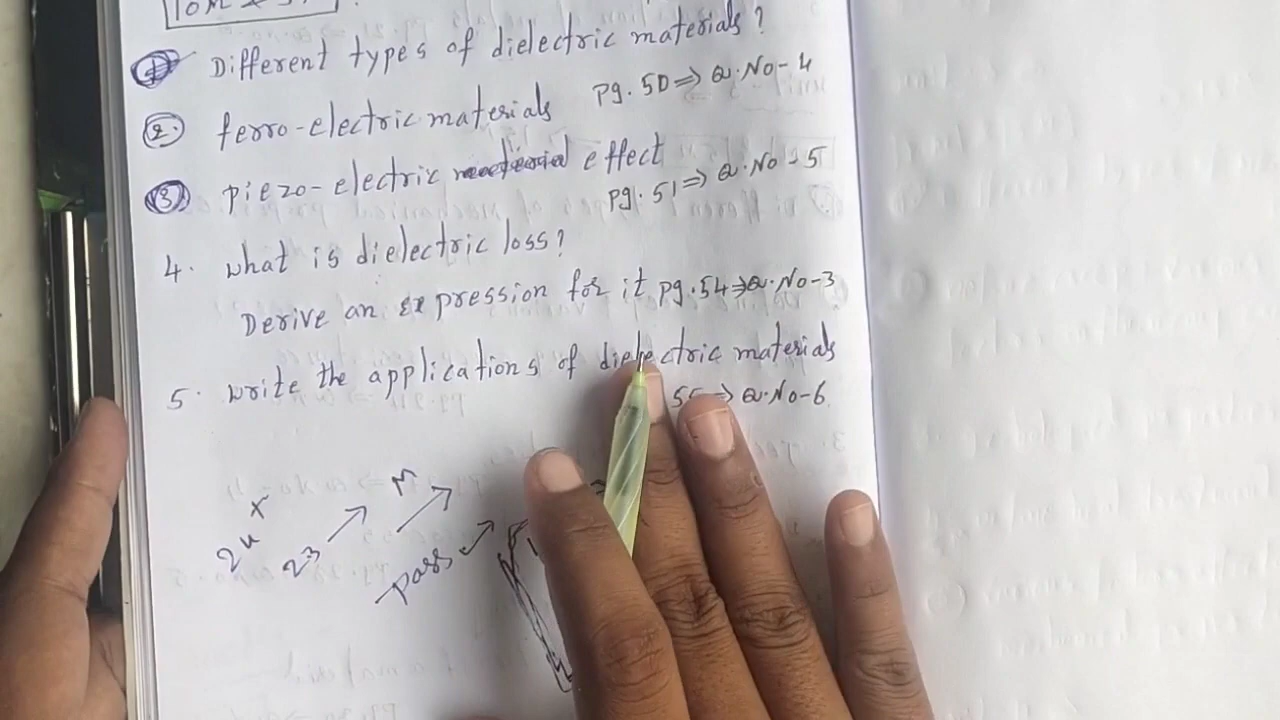 10M
1. Different types of dielectric materials?
Pg. 50 ⇒ Q.No-4
2. ferro-electric materials
3. piezo-electric effect
Pg. 51 ⇒ Q.No-5
4. what is dielectric loss?
Derive an expression for it Pg.54⇒Q.No-3
5. write the applications of dielectric materials
55 ⇒ Q.No-6
24 x
23 → M →
pass